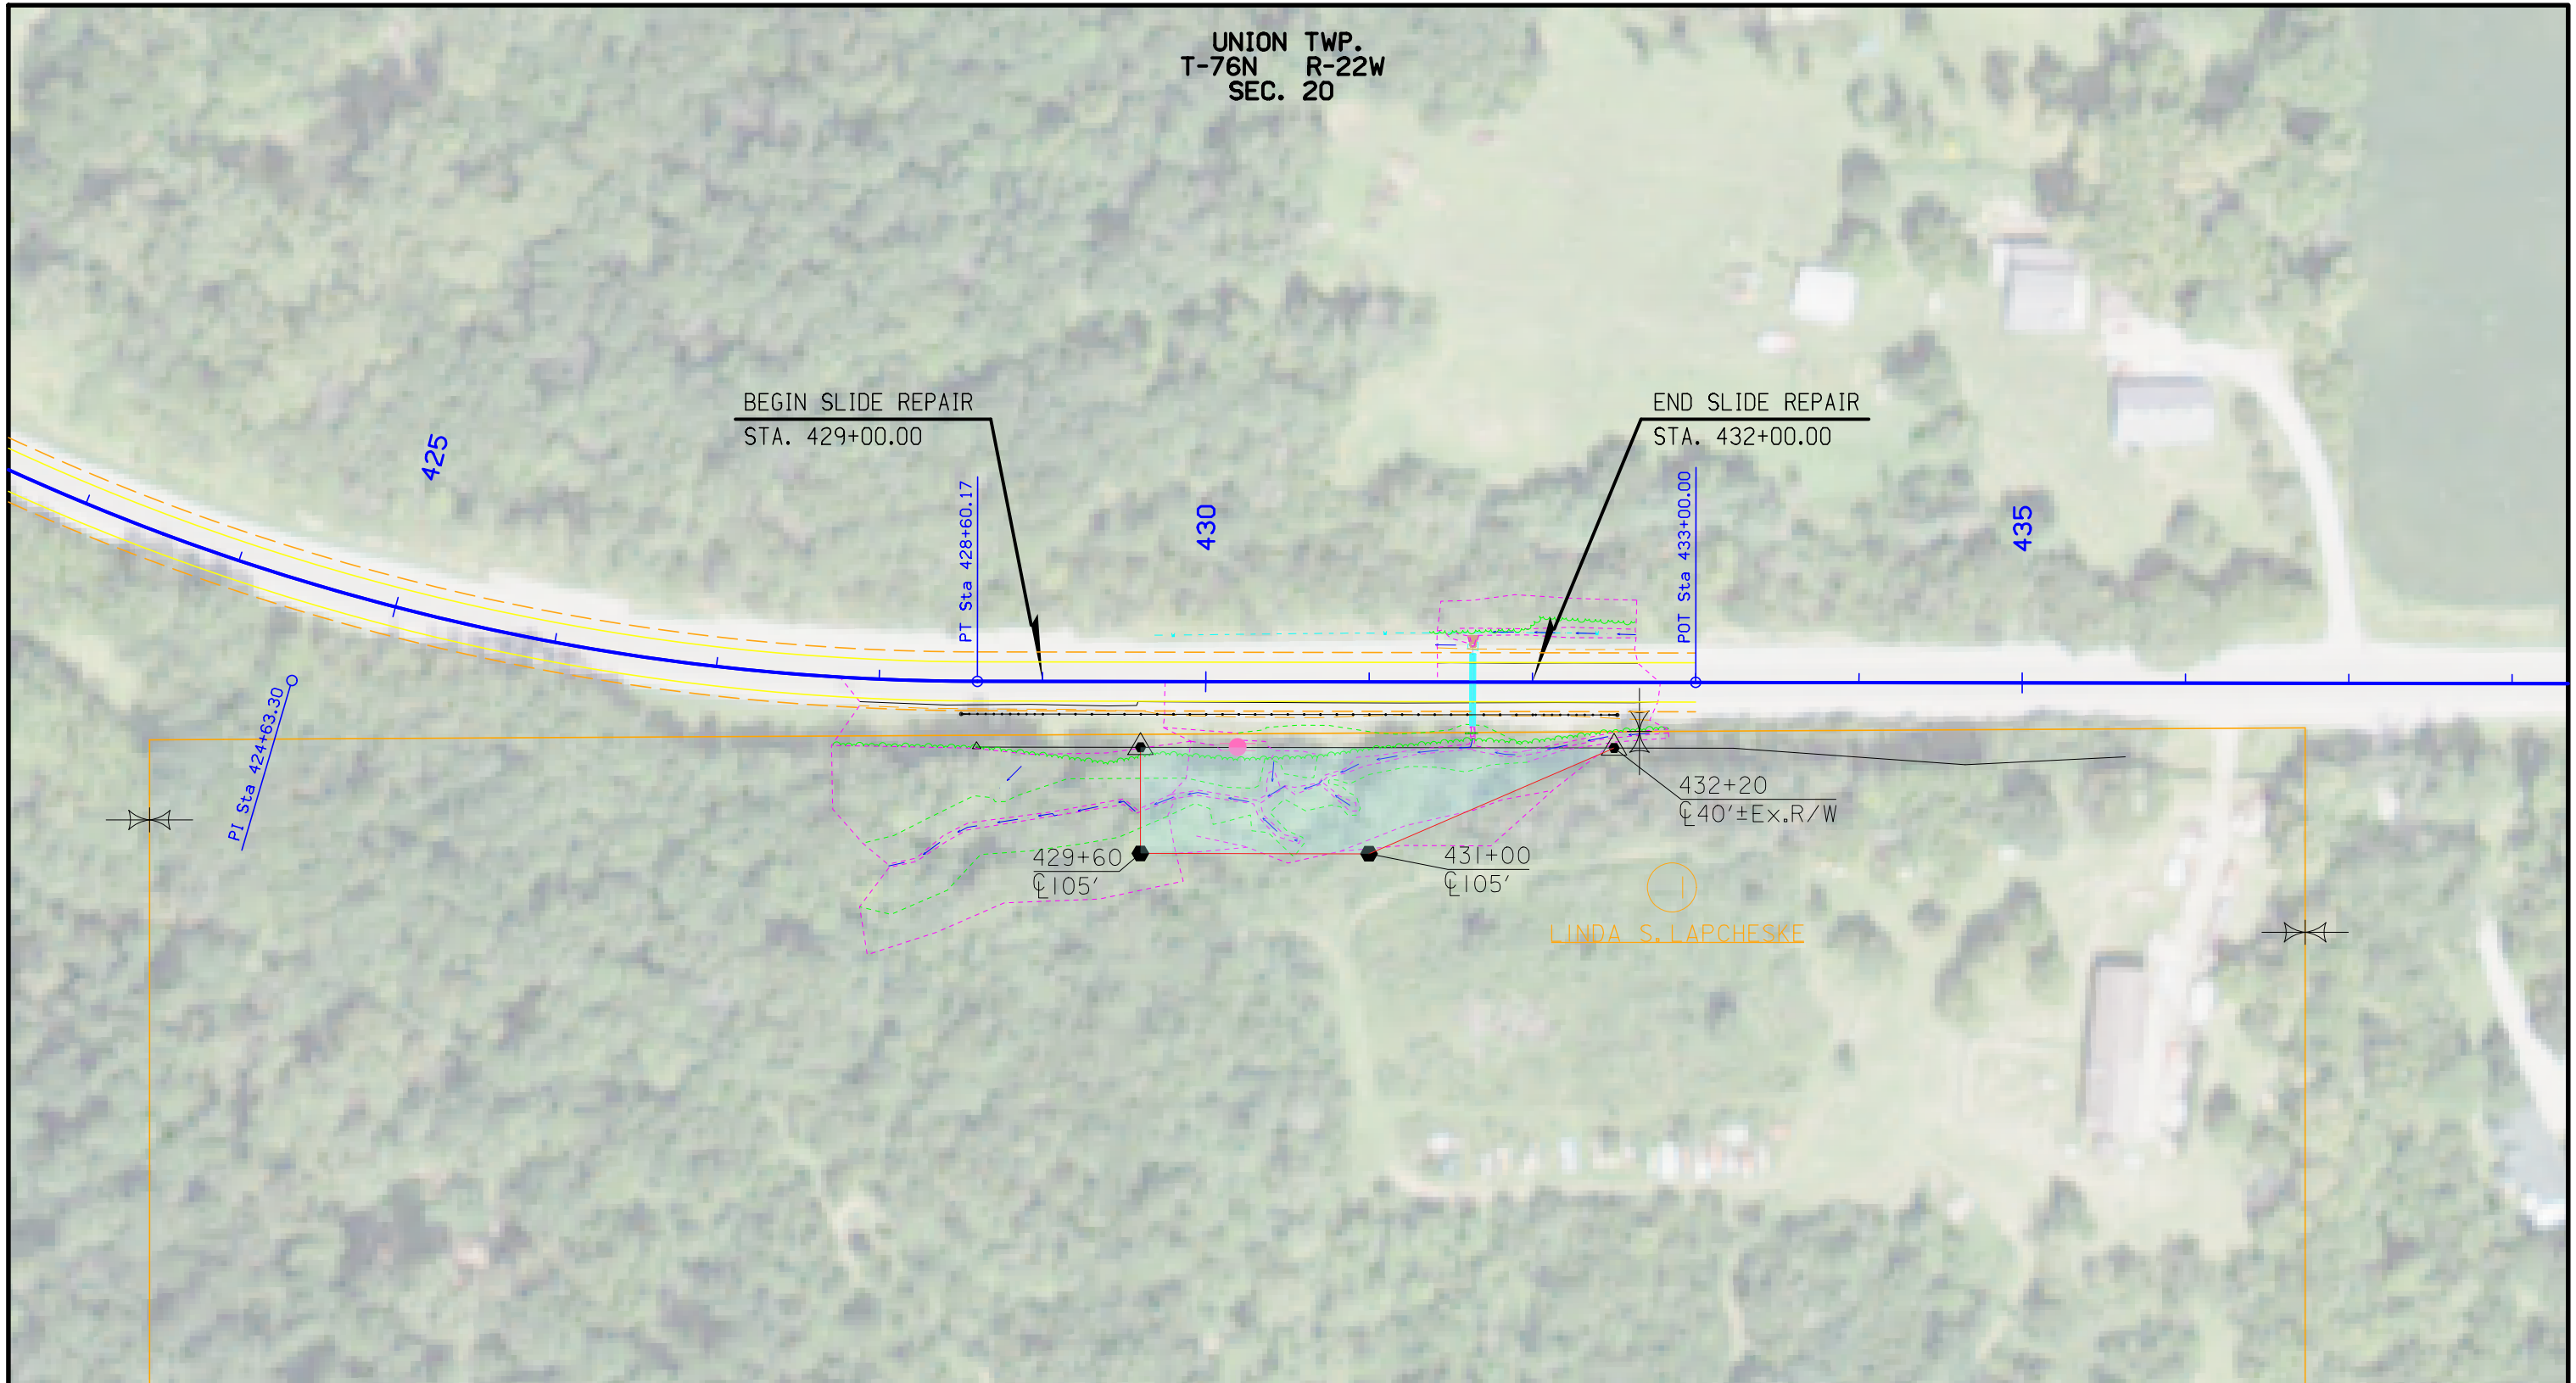 UNION TWP.
T-76N R-22W
SEC. 20
BEGIN SLIDE REPAIR
STA. 429+00.00
END SLIDE REPAIR
STA. 432+00.00
425
430
435
PT Sta 428+60.17
POT Sta 433+00.00
PI Sta 424+63.30
432+20
℄40'±Ex.R/W
429+60
℄105'
431+00
℄105'
1
LINDA S. LAPCHESKE